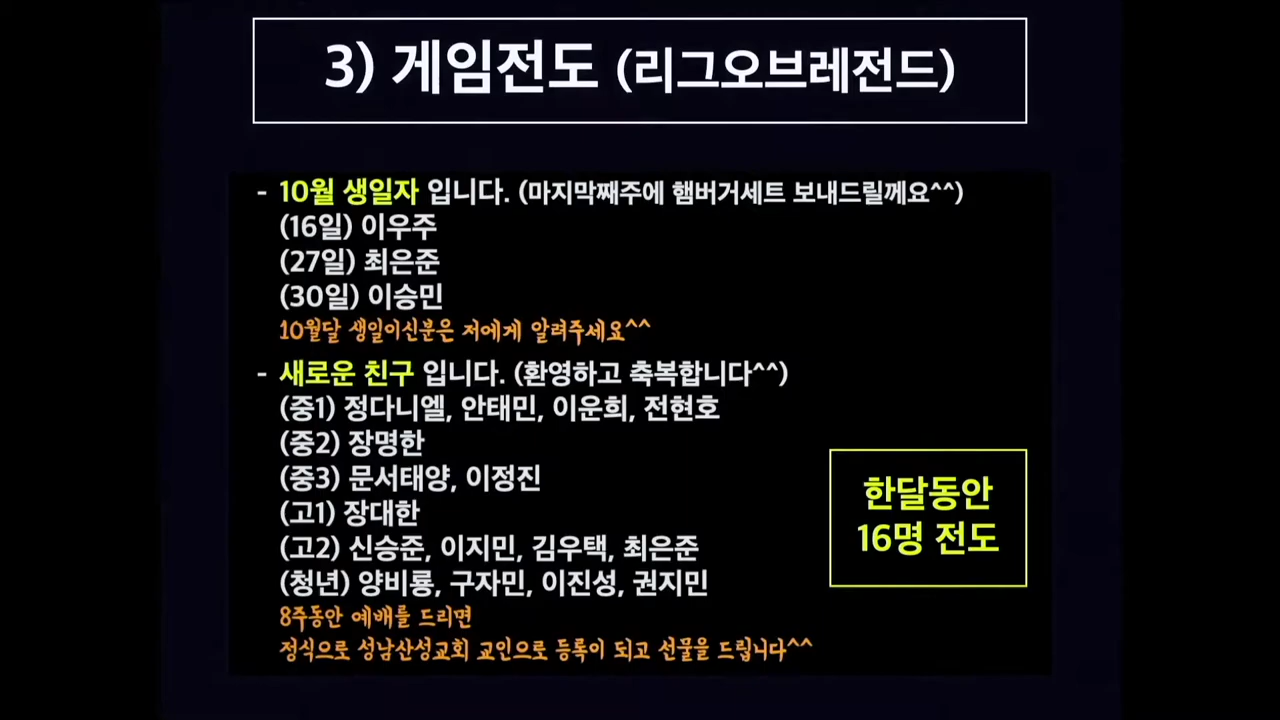 3) 게임전도 (리그오브레전드)
- 10월 생일자 입니다. (마지막째주에 햄버거세트 보내드릴께요^^)
(16일) 이우주
(27일) 최은준
(30일) 이승민
10월달 생일이신분은 저에게 알려주세요^^
- 새로운 친구 입니다. (환영하고 축복합니다^^)
(중1) 정다니엘, 안태민, 이운희, 전현호
(중2) 장명한
(중3) 문서태양, 이정진
(고1) 장대한
(고2) 신승준, 이지민, 김우택, 최은준
(청년) 양비룡, 구자민, 이진성, 권지민
8주동안 예배를 드리면
정식으로 성남산성교회 교인으로 등록이 되고 선물을 드립니다^^
한달동안
16명 전도